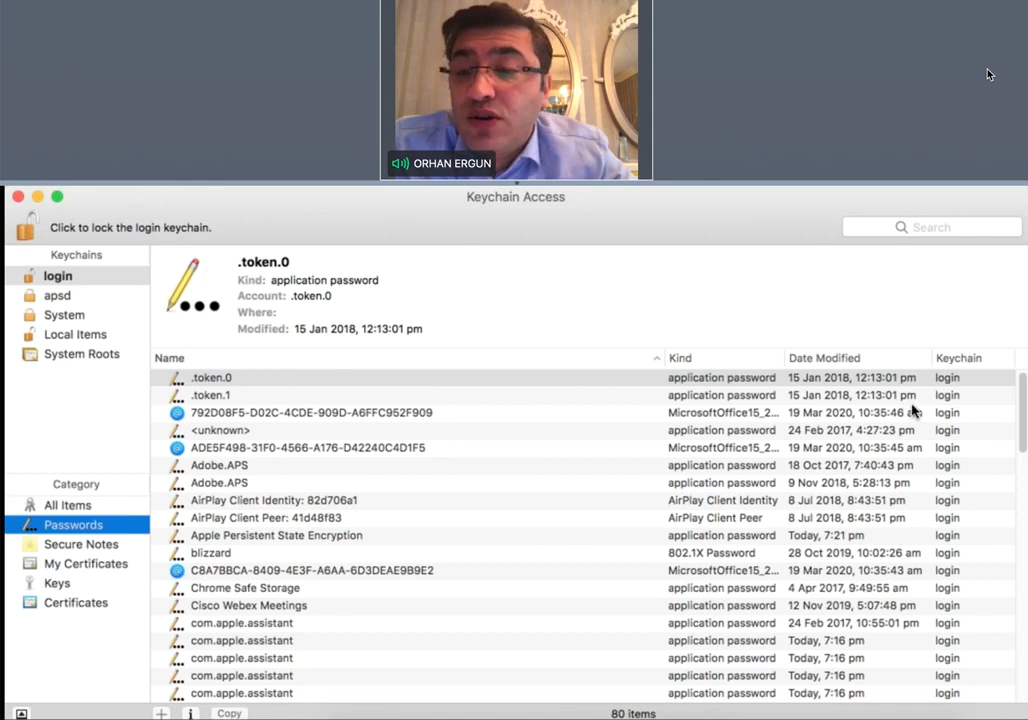 ORHAN ERGUN
Keychain Access
Click to lock the login keychain.
Search
Keychains
login
apsd
System
Local Items
System Roots
.token.0
Kind: application password
Account: .token.0
Where:
Modified: 15 Jan 2018, 12:13:01 pm
Name Kind Date Modified Keychain
.token.0 application password 15 Jan 2018, 12:13:01 pm login
.token.1 application password 15 Jan 2018, 12:13:01 pm login
792D08F5-D02C-4CDE-909D-A6FFC952F909 MicrosoftOffice15_2... 19 Mar 2020, 10:35:46 am login
<unknown> application password 24 Feb 2017, 4:27:23 pm login
ADE5F498-31F0-4566-A176-D42240C4D1F5 MicrosoftOffice15_2... 19 Mar 2020, 10:35:45 am login
Adobe.APS application password 18 Oct 2017, 7:40:43 pm login
Adobe.APS application password 9 Nov 2018, 5:28:13 pm login
AirPlay Client Identity: 82d706a1 AirPlay Client Identity 8 Jul 2018, 8:43:51 pm login
AirPlay Client Peer: 41d48f83 AirPlay Client Peer 8 Jul 2018, 8:43:51 pm login
Apple Persistent State Encryption application password Today, 7:21 pm login
blizzard 802.1X Password 28 Oct 2019, 10:02:26 am login
C8A7BBCA-8409-4E3F-A6AA-6D3DEAE9B9E2 MicrosoftOffice15_2... 19 Mar 2020, 10:35:43 am login
Chrome Safe Storage application password 4 Apr 2017, 9:49:55 am login
Cisco Webex Meetings application password 12 Nov 2019, 5:07:48 pm login
com.apple.assistant application password 24 Feb 2017, 10:55:01 pm login
com.apple.assistant application password Today, 7:16 pm login
com.apple.assistant application password Today, 7:16 pm login
com.apple.assistant application password Today, 7:16 pm login
com.apple.assistant application password Today, 7:16 pm login
Category
All Items
Passwords
Secure Notes
My Certificates
Keys
Certificates
+ i Copy 80 items